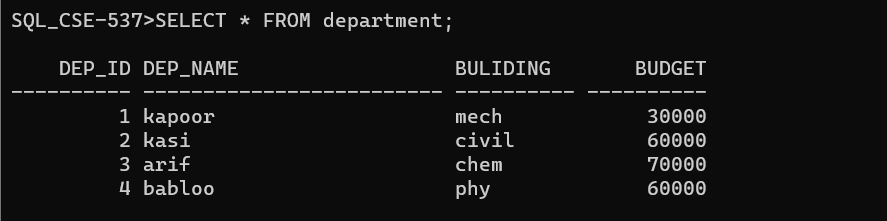 SQL_CSE-537>SELECT * FROM department;
DEP_ID DEP_NAME BULIDING BUDGET
---------- ------------------------- ---------- ----------
1 kapoor mech 30000
2 kasi civil 60000
3 arif chem 70000
4 babloo phy 60000